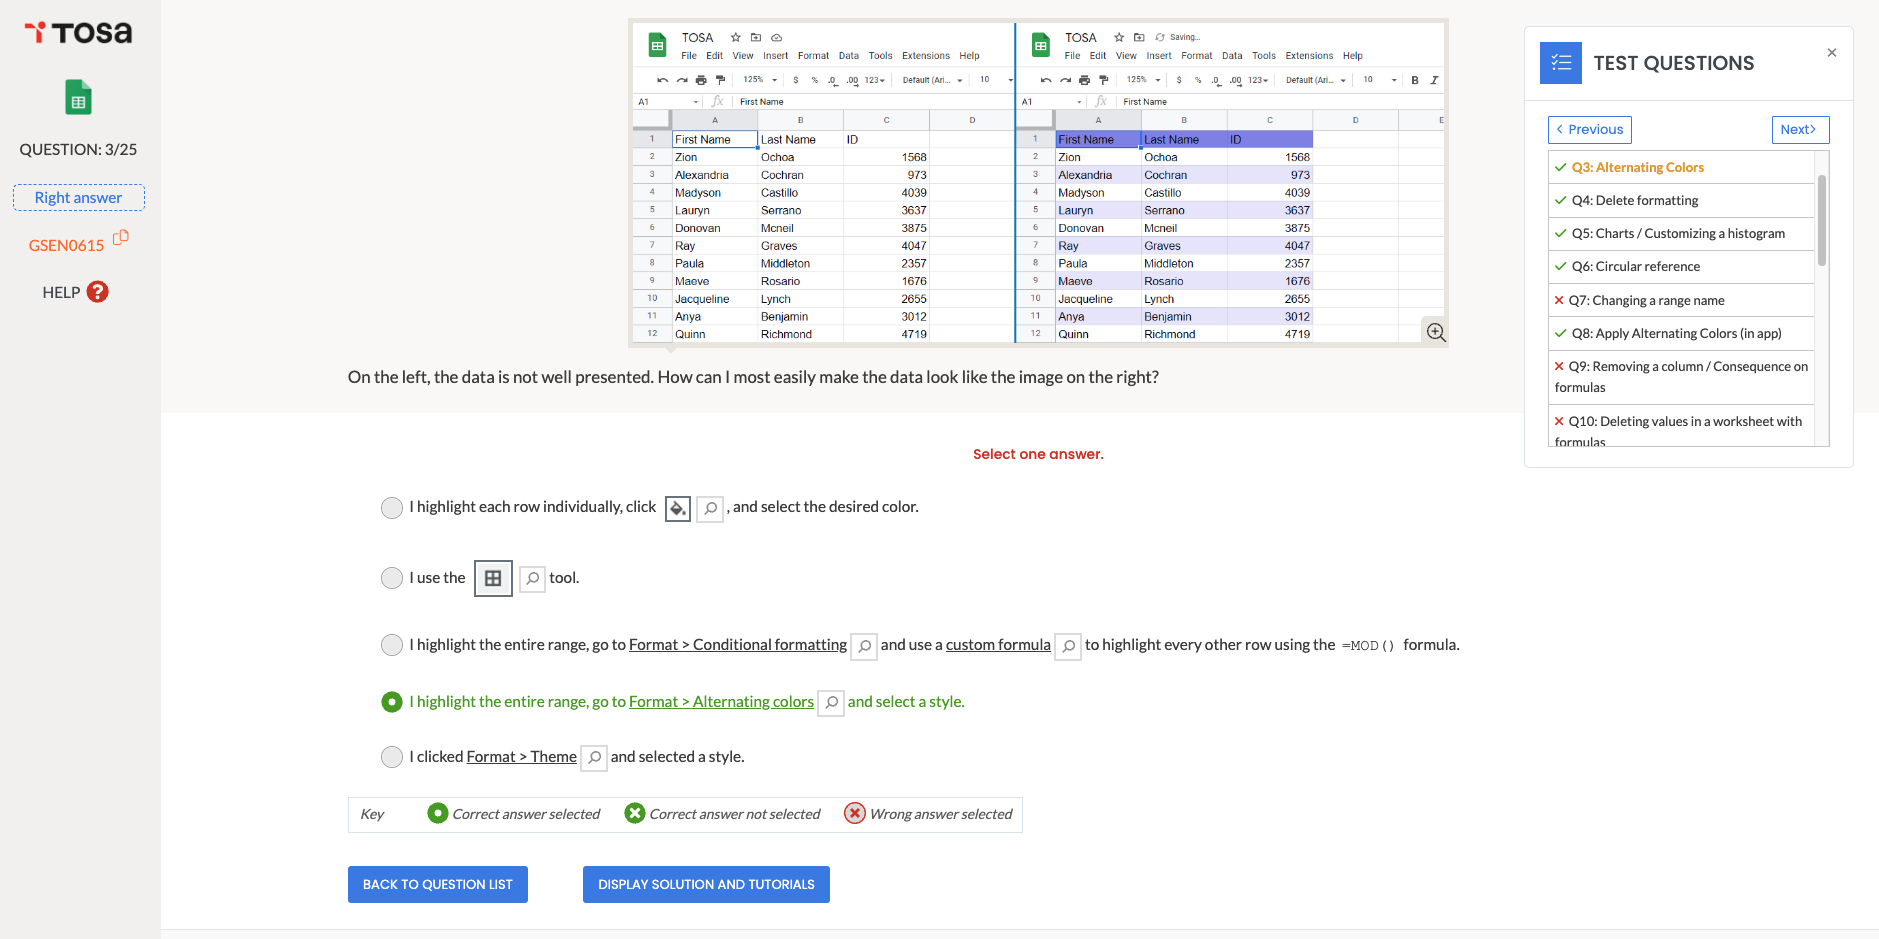 TOSA
QUESTION: 3/25
Right answer
GSEN0615
HELP ?
TOSA
File Edit View Insert Format Data Tools Extensions Help
125% $ % .0 .00 123 Default (Ari... 10
A1 fx First Name
A B C D
1 First Name Last Name ID
2 Zion Ochoa 1568
3 Alexandria Cochran 973
4 Madyson Castillo 4039
5 Lauryn Serrano 3637
6 Donovan Mcneil 3875
7 Ray Graves 4047
8 Paula Middleton 2357
9 Maeve Rosario 1676
10 Jacqueline Lynch 2655
11 Anya Benjamin 3012
12 Quinn Richmond 4719
TOSA Saving...
File Edit View Insert Format Data Tools Extensions Help
125% $ % .0 .00 123 Default (Ari... 10 B I
A1 fx First Name
A B C D E
1 First Name Last Name ID
2 Zion Ochoa 1568
3 Alexandria Cochran 973
4 Madyson Castillo 4039
5 Lauryn Serrano 3637
6 Donovan Mcneil 3875
7 Ray Graves 4047
8 Paula Middleton 2357
9 Maeve Rosario 1676
10 Jacqueline Lynch 2655
11 Anya Benjamin 3012
12 Quinn Richmond 4719
On the left, the data is not well presented. How can I most easily make the data look like the image on the right?
Select one answer.
I highlight each row individually, click , and select the desired color.
I use the tool.
I highlight the entire range, go to Format > Conditional formatting and use a custom formula to highlight every other row using the =MOD() formula.
I highlight the entire range, go to Format > Alternating colors and select a style.
I clicked Format > Theme and selected a style.
Key Correct answer selected Correct answer not selected Wrong answer selected
BACK TO QUESTION LIST DISPLAY SOLUTION AND TUTORIALS
TEST QUESTIONS ×
< Previous Next>
Q3: Alternating Colors
Q4: Delete formatting
Q5: Charts / Customizing a histogram
Q6: Circular reference
Q7: Changing a range name
Q8: Apply Alternating Colors (in app)
Q9: Removing a column / Consequence on
formulas
Q10: Deleting values in a worksheet with
formulas